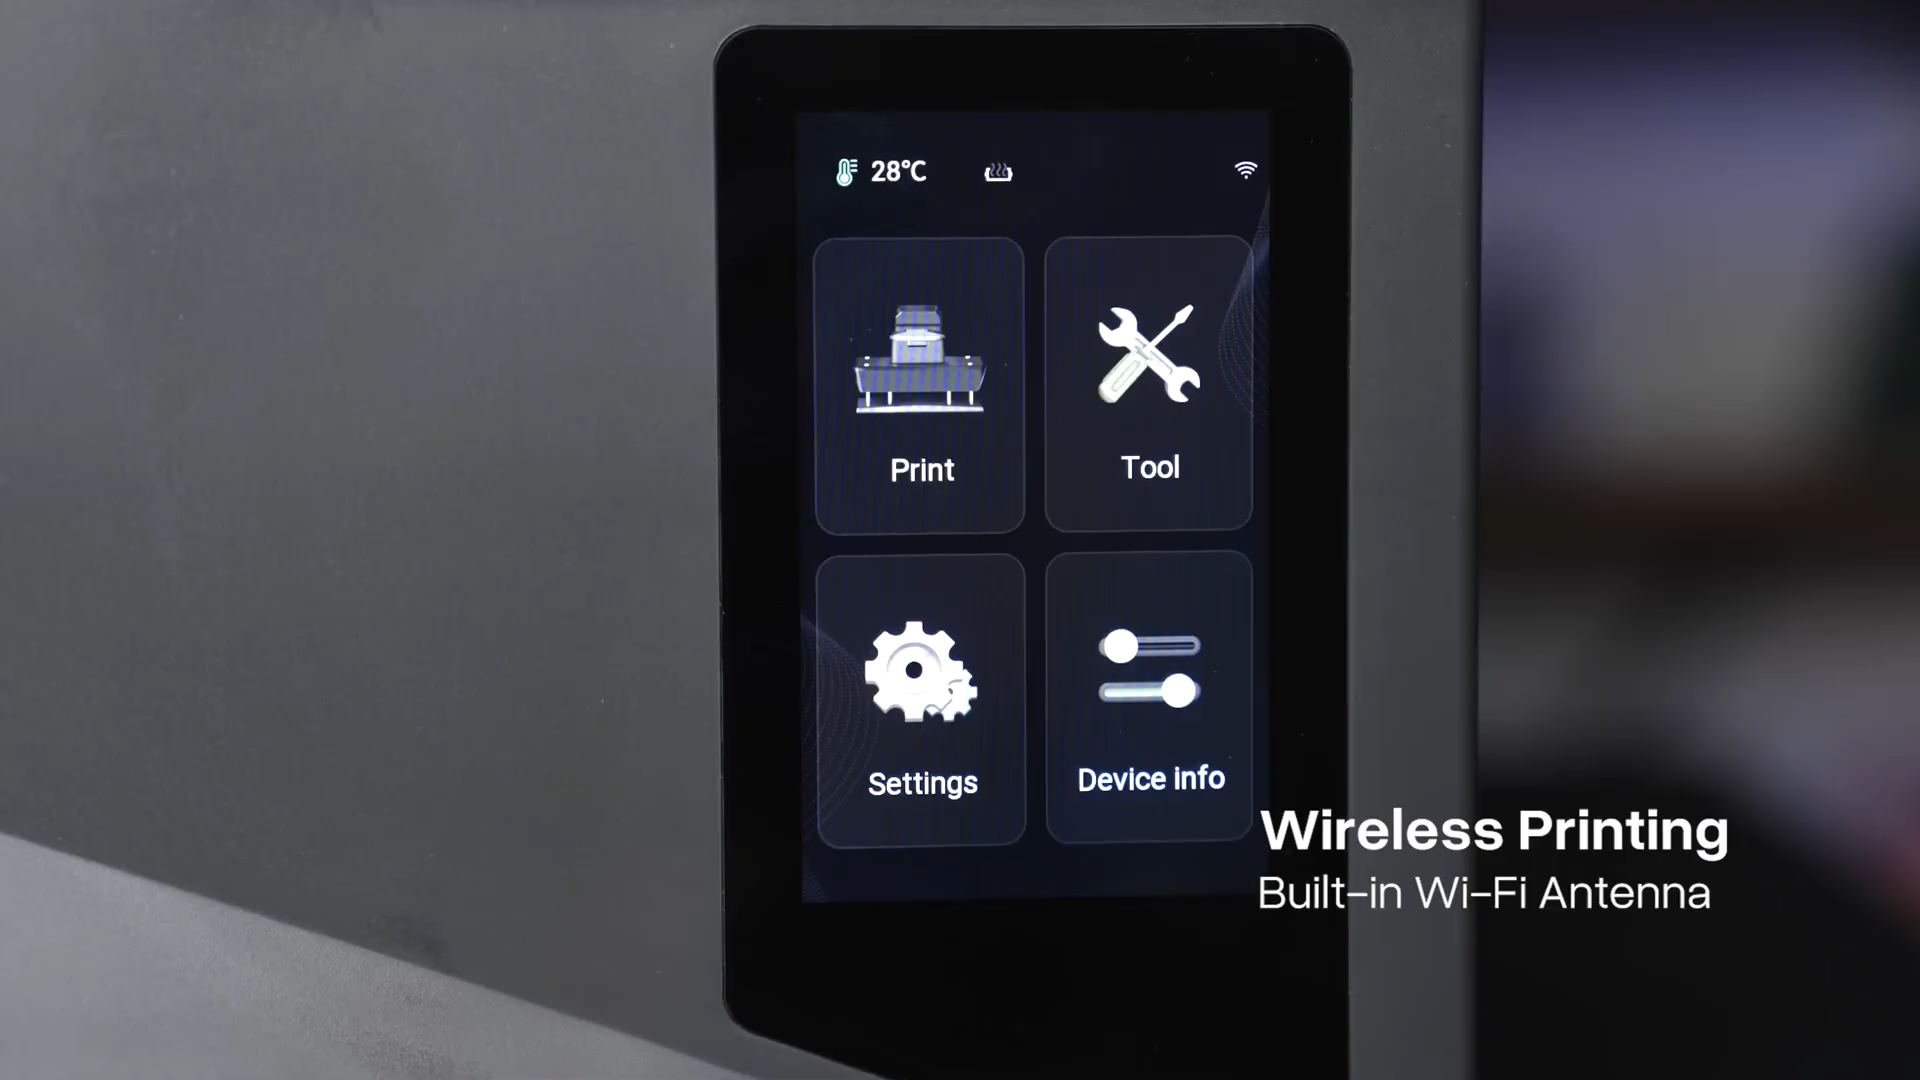 28°C
Print
Tool
Settings
Device info
Wireless Printing
Built-in Wi-Fi Antenna